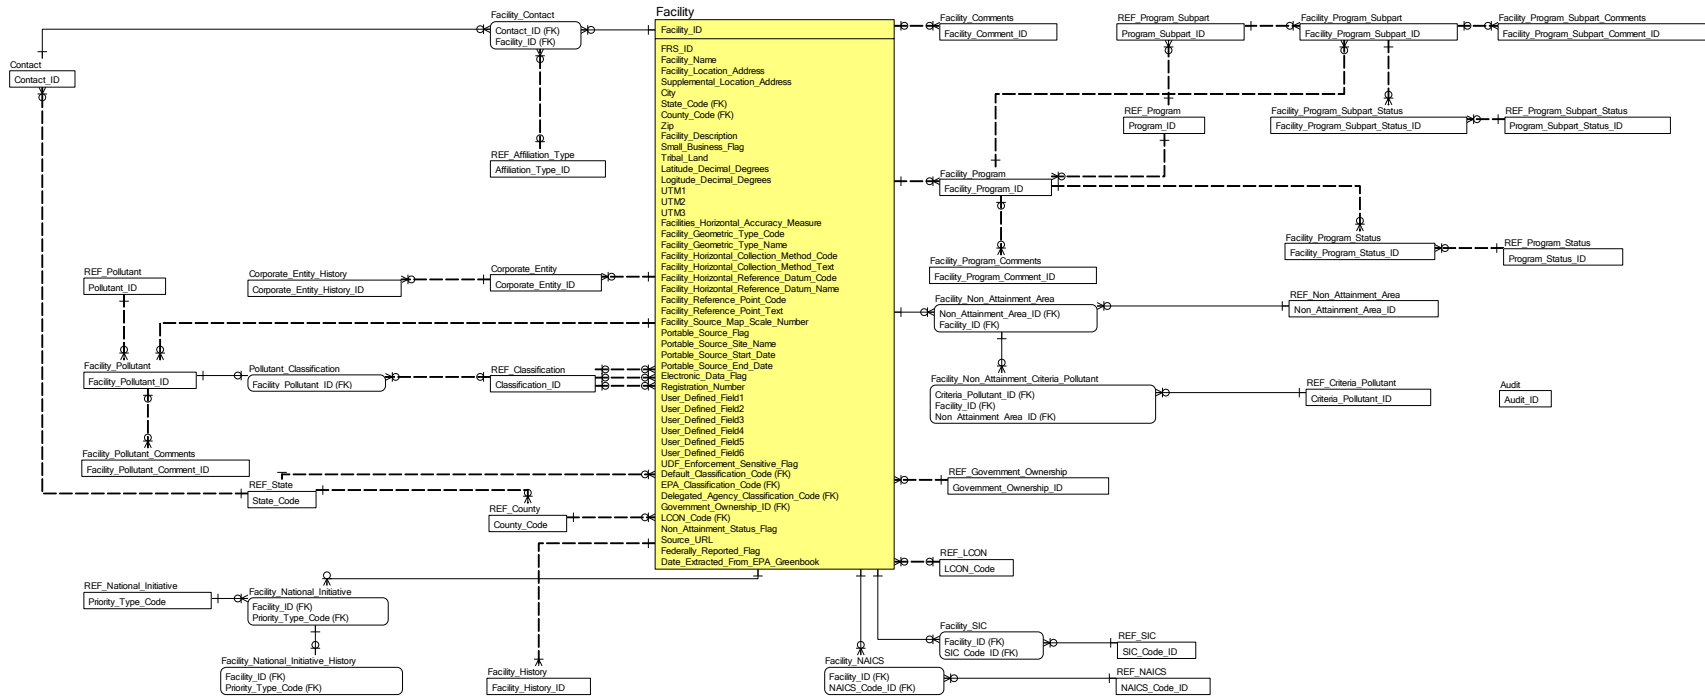 Facility
Facility_ID
FRS_ID
Facility_Name
Facility_Location_Address
Supplemental_Location_Address
City
State_Code (FK)
County_Code (FK)
Zip
Facility_Description
Small_Business_Flag
Tribal_Land
Latitude_Decimal_Degrees
Logitude_Decimal_Degrees
UTM1
UTM2
UTM3
Facilities_Horizontal_Accuracy_Measure
Facility_Geometric_Type_Code
Facility_Geometric_Type_Name
Facility_Horizontal_Collection_Method_Code
Facility_Horizontal_Collection_Method_Text
Facility_Horizontal_Reference_Datum_Code
Facility_Horizontal_Reference_Datum_Name
Facility_Reference_Point_Code
Facility_Reference_Point_Text
Facility_Source_Map_Scale_Number
Portable_Source_Flag
Portable_Source_Site_Name
Portable_Source_Start_Date
Portable_Source_End_Date
Electronic_Data_Flag
Registration_Number
User_Defined_Field1
User_Defined_Field2
User_Defined_Field3
User_Defined_Field4
User_Defined_Field5
User_Defined_Field6
UDF_Enforcement_Sensitive_Flag
Default_Classification_Code (FK)
EPA_Classification_Code (FK)
Delegated_Agency_Classification_Code (FK)
Government_Ownership_ID (FK)
LCON_Code (FK)
Non_Attainment_Status_Flag
Source_URL
Federally_Reported_Flag
Date_Extracted_From_EPA_Greenbook
Facility_Contact
Contact_ID (FK)
Facility_ID (FK)
Contact
Contact_ID
REF_Affiliation_Type
Affiliation_Type_ID
REF_Pollutant
Pollutant_ID
Corporate_Entity_History
Corporate_Entity_History_ID
Corporate_Entity
Corporate_Entity_ID
Facility_Pollutant
Facility_Pollutant_ID
Pollutant_Classification
Facility_Pollutant_ID (FK)
REF_Classification
Classification_ID
Facility_Pollutant_Comments
Facility_Pollutant_Comment_ID
REF_State
State_Code
REF_County
County_Code
REF_National_Initiative
Priority_Type_Code
Facility_National_Initiative
Facility_ID (FK)
Priority_Type_Code (FK)
Facility_National_Initiative_History
Facility_ID (FK)
Priority_Type_Code (FK)
Facility_History
Facility_History_ID
Facility_Comments
Facility_Comment_ID
REF_Program_Subpart
Program_Subpart_ID
Facility_Program_Subpart
Facility_Program_Subpart_ID
Facility_Program_Subpart_Comments
Facility_Program_Subpart_Comment_ID
REF_Program
Program_ID
Facility_Program_Subpart_Status
Facility_Program_Subpart_Status_ID
REF_Program_Subpart_Status
Program_Subpart_Status_ID
Facility_Program
Facility_Program_ID
Facility_Program_Status
Facility_Program_Status_ID
REF_Program_Status
Program_Status_ID
Facility_Program_Comments
Facility_Program_Comment_ID
Facility_Non_Attainment_Area
Non_Attainment_Area_ID (FK)
Facility_ID (FK)
REF_Non_Attainment_Area
Non_Attainment_Area_ID
Facility_Non_Attainment_Criteria_Pollutant
Criteria_Pollutant_ID (FK)
Facility_ID (FK)
Non_Attainment_Area_ID (FK)
REF_Criteria_Pollutant
Criteria_Pollutant_ID
Audit
Audit_ID
REF_Government_Ownership
Government_Ownership_ID
REF_LCON
LCON_Code
Facility_SIC
Facility_ID (FK)
SIC_Code_ID (FK)
REF_SIC
SIC_Code_ID
Facility_NAICS
Facility_ID (FK)
NAICS_Code_ID (FK)
REF_NAICS
NAICS_Code_ID